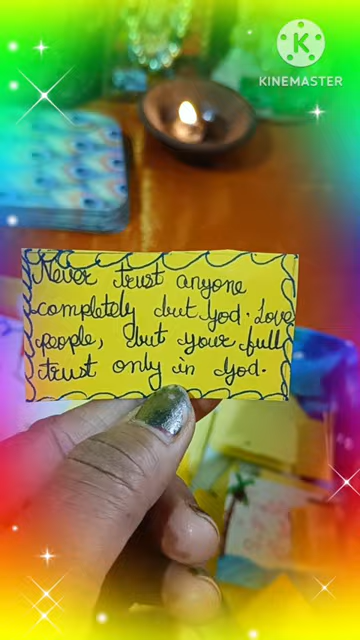 KINEMASTER
Never trust anyone
completely but God. Love
people, but your full
trust only in God.